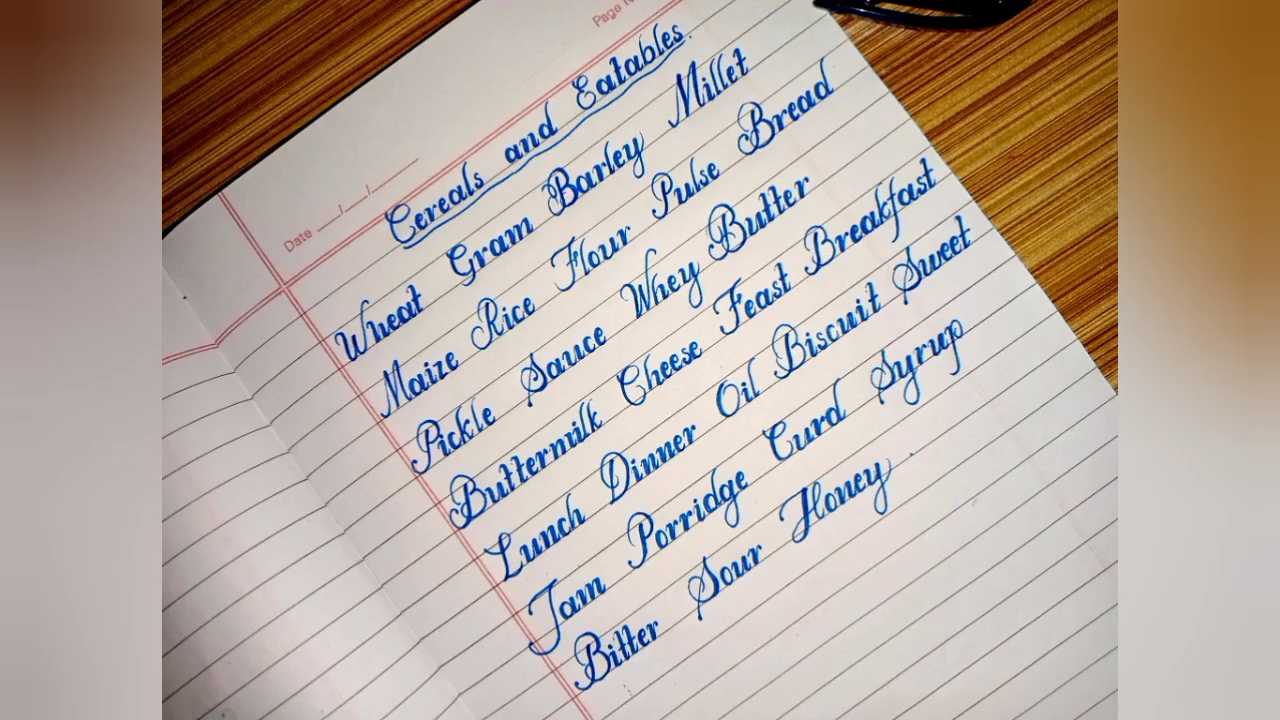 Page N
Date
Cereals and Eatables.
Wheat Gram Barley Millet
Maize Rice Flour Pulse Bread
Pickle Sauce Whey Butter
Buttermilk Cheese Feast Breakfast
Lunch Dinner Oil Biscuit Sweet
Jam Porridge Curd Syrup
Bitter Sour Honey.